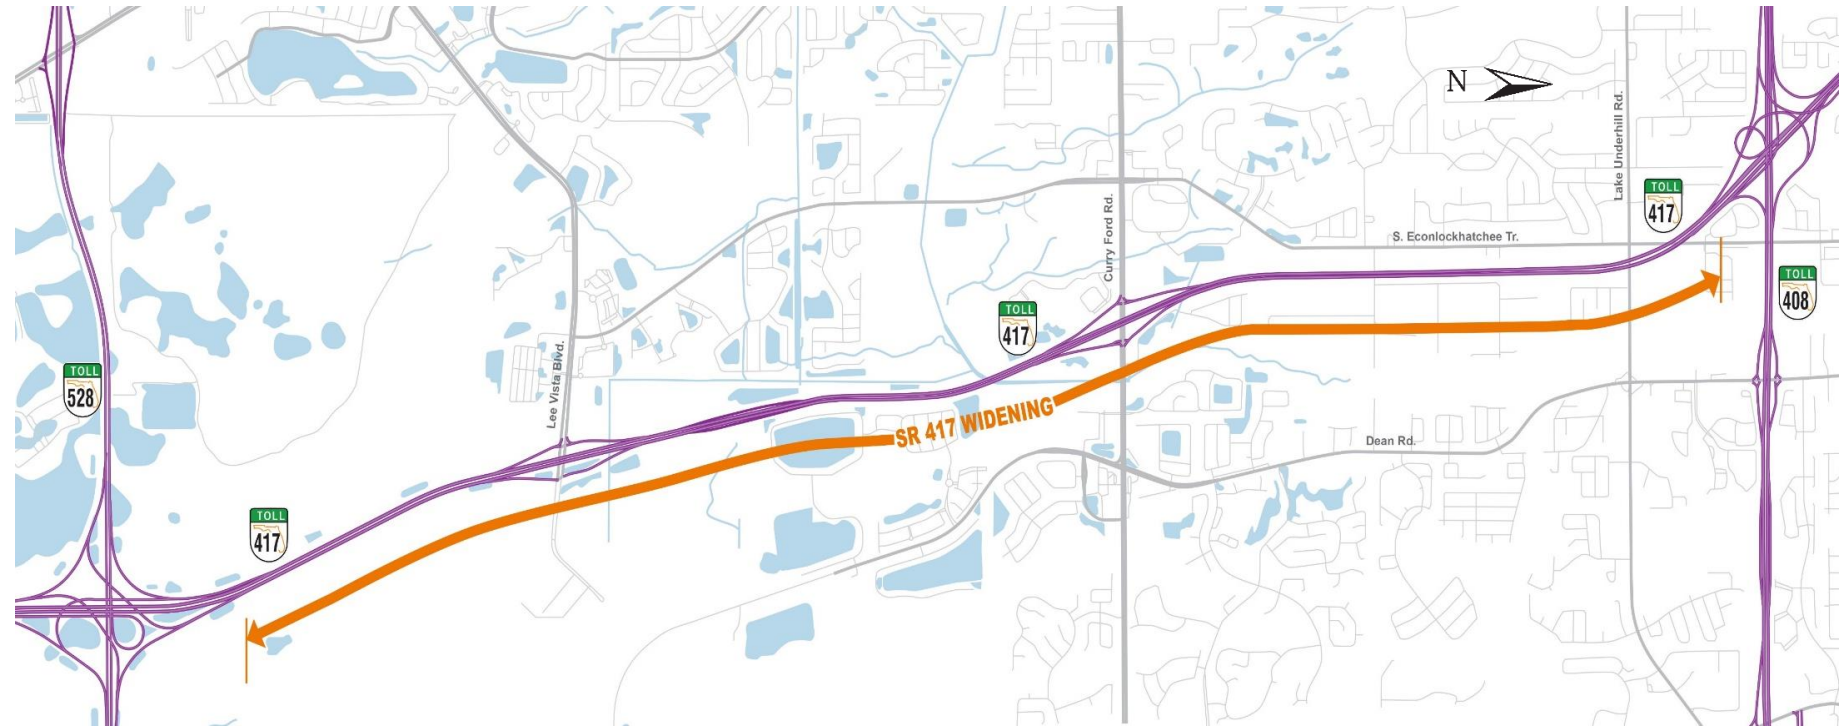 N
Lake Underhill Rd.
TOLL
417
Curry Ford Rd.
S. Econlockhatchee Tr.
TOLL
408
TOLL
417
Lee Vista Blvd.
TOLL
528
SR 417 WIDENING
Dean Rd.
TOLL
417